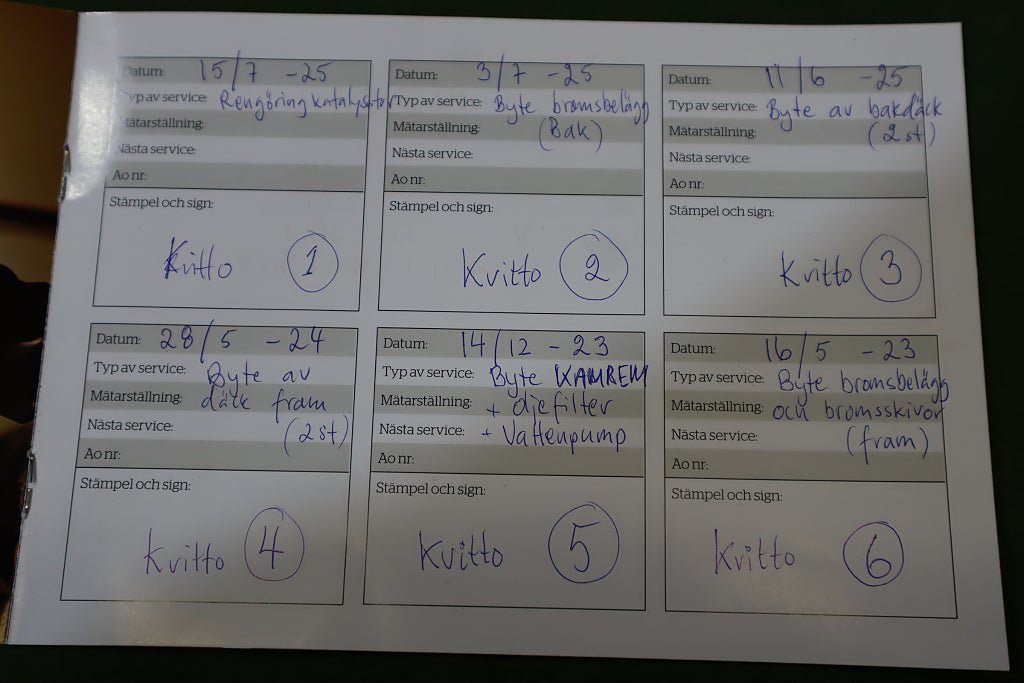 Datum: 15/7 -25
Typ av service: Rengöring katalysator
Mätarställning:
Nästa service:
Ao nr:
Stämpel och sign:
Kvitto 1
Datum: 3/7 -25
Typ av service: Byte bromsbelägg
Mätarställning: (Bak)
Nästa service:
Ao nr:
Stämpel och sign:
Kvitto 2
Datum: 11/6 -25
Typ av service: Byte av bakdäck
Mätarställning: (2 st)
Nästa service:
Ao nr:
Stämpel och sign:
Kvitto 3
Datum: 28/5 -24
Typ av service: Byte av
Mätarställning: däck fram
Nästa service: (2 st)
Ao nr:
Stämpel och sign:
Kvitto 4
Datum: 14/12 -23
Typ av service: Byte KAMREM
Mätarställning: + oljefilter
Nästa service: + Vattenpump
Ao nr:
Stämpel och sign:
Kvitto 5
Datum: 16/5 -23
Typ av service: Byte bromsbelägg
Mätarställning: och bromsskivor
Nästa service: (fram)
Ao nr:
Stämpel och sign:
Kvitto 6